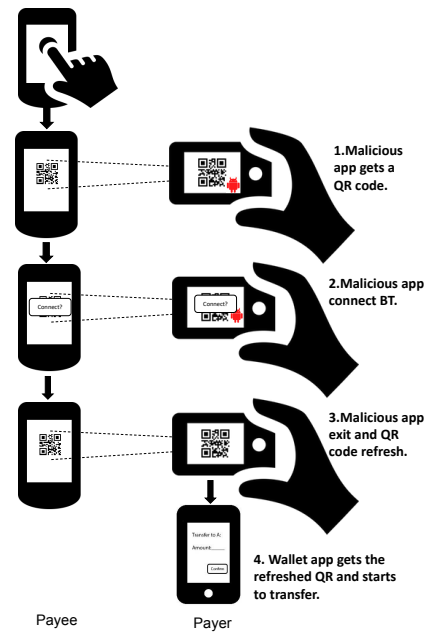 1.Malicious
app gets a
QR code.
Connect?
Connect?
2.Malicious app
connect BT.
3.Malicious app
exit and QR
code refresh.
Transfer to A:
Amount:_____
Confirm
4. Wallet app gets the
refreshed QR and starts
to transfer.
Payee
Payer